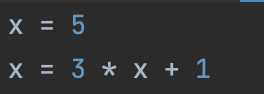 x = 5
x = 3 * x + 1